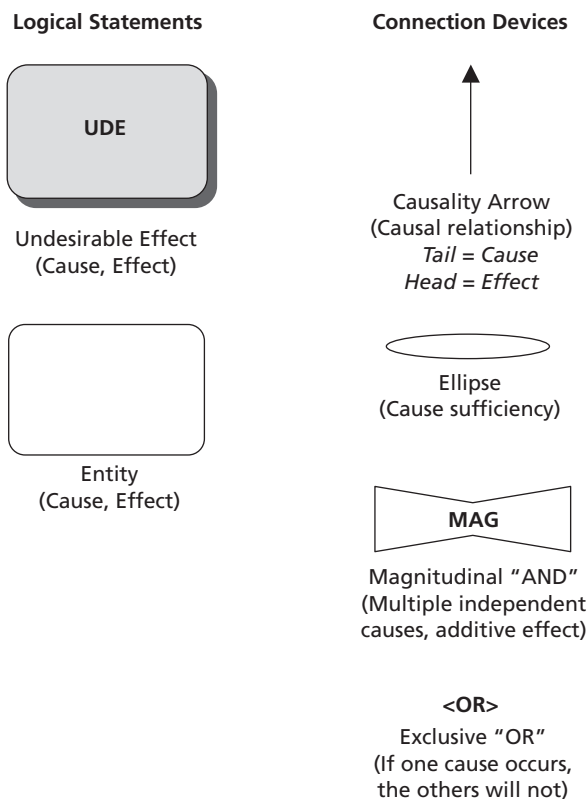 Logical Statements
UDE
Undesirable Effect
(Cause, Effect)
Entity
(Cause, Effect)
Connection Devices
Causality Arrow
(Causal relationship)
Tail = Cause
Head = Effect
Ellipse
(Cause sufficiency)
MAG
Magnitudinal “AND”
(Multiple independent
causes, additive effect)
<OR>
Exclusive “OR”
(If one cause occurs,
the others will not)